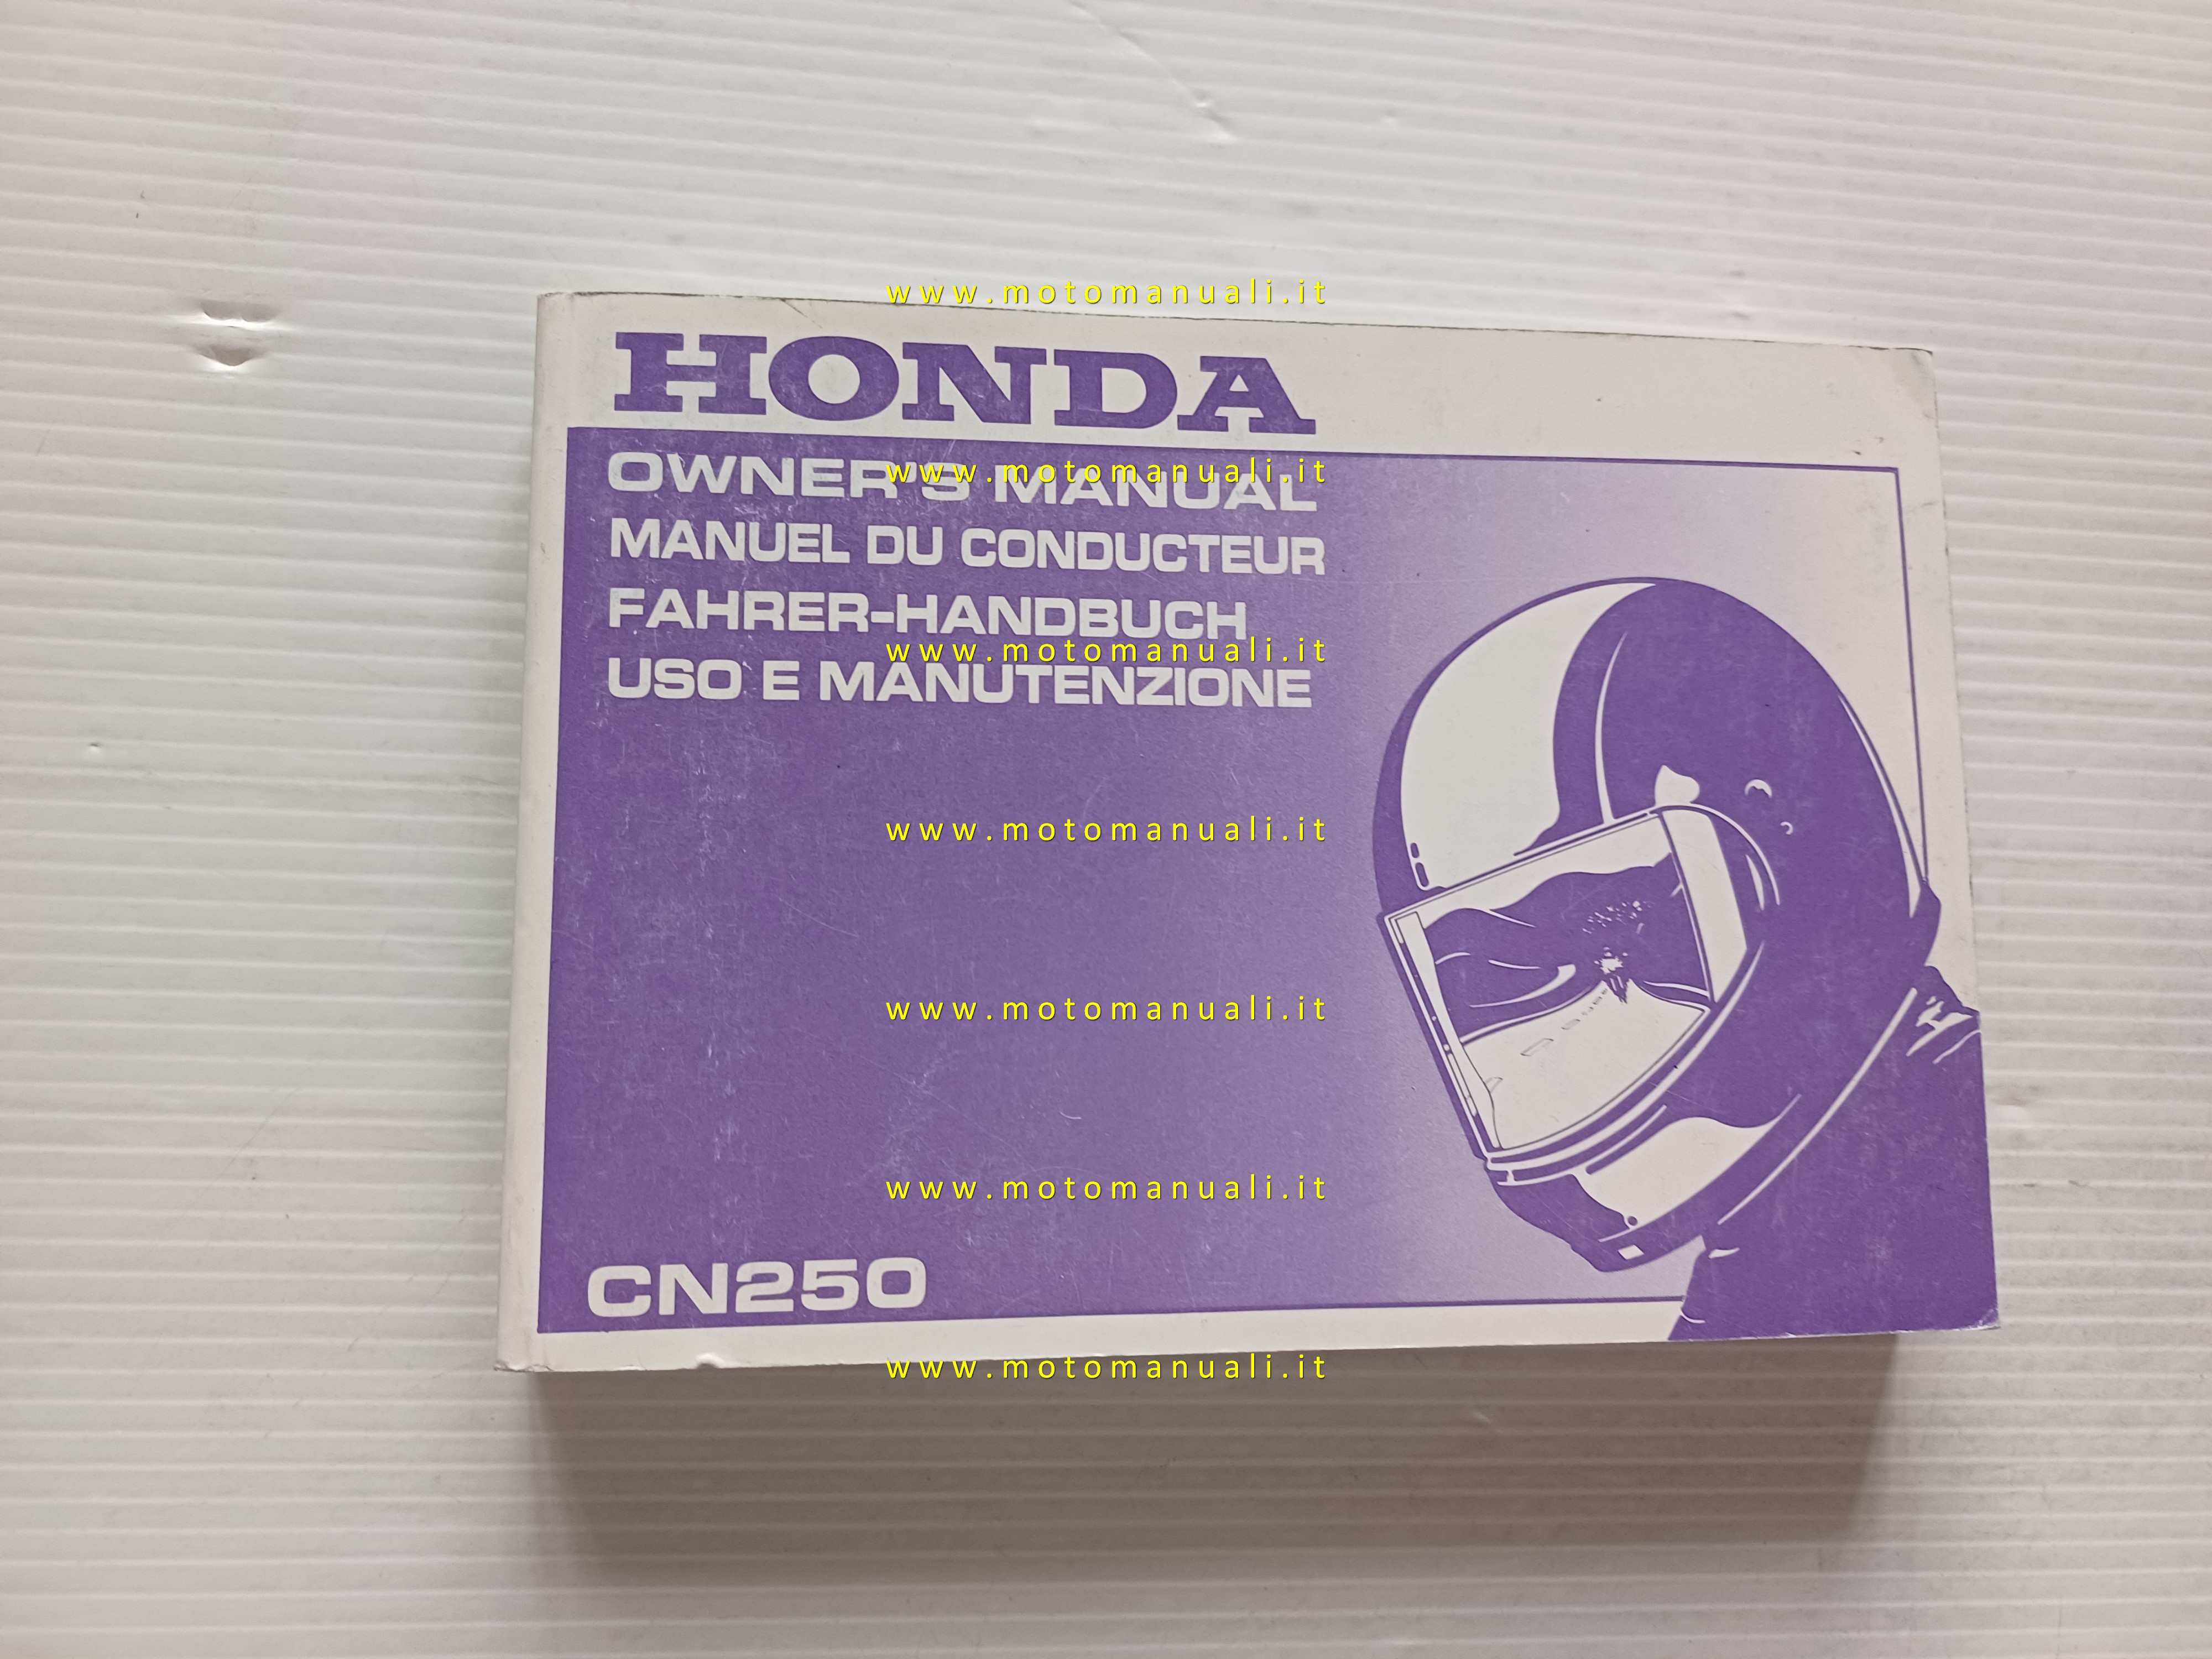 www.motomanuali.it
HONDA
OWNER'S MANUAL
www.motomanuali.it
MANUEL DU CONDUCTEUR
FAHRER-HANDBUCH
www.motomanuali.it
USO E MANUTENZIONE
www.motomanuali.it
www.motomanuali.it
www.motomanuali.it
CN250
www.motomanuali.it